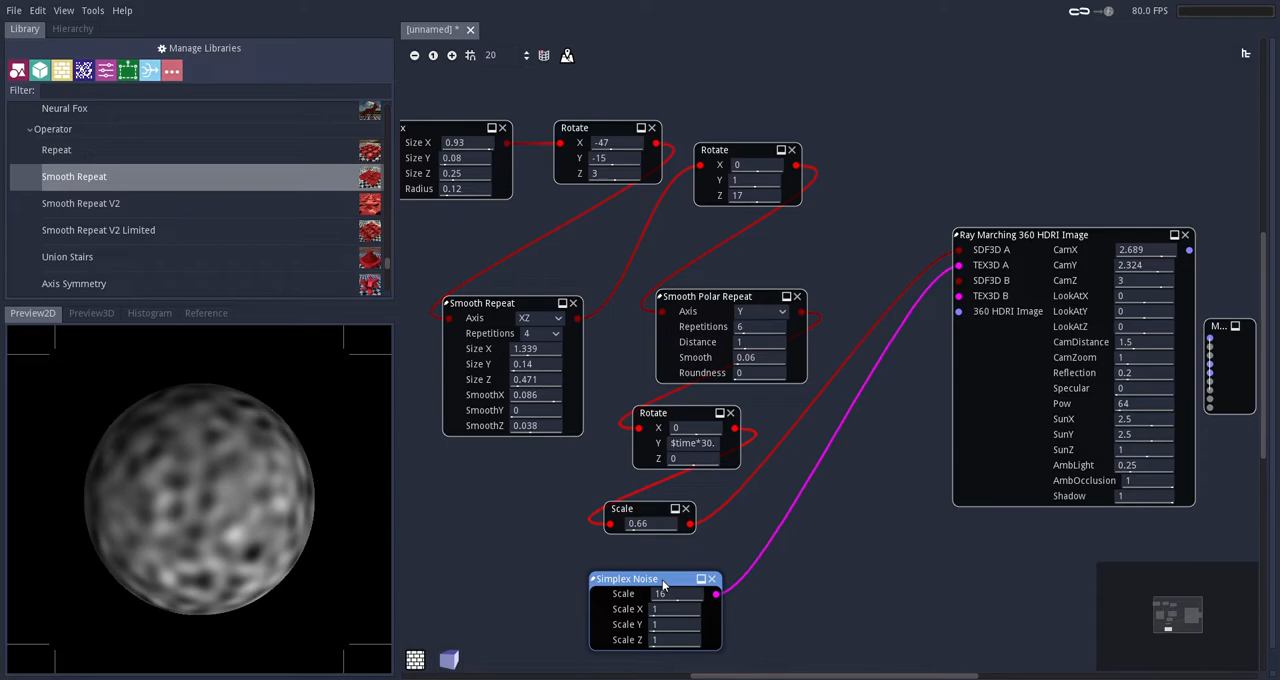 File Edit View Tools Help
80.0 FPS
Library Hierarchy
[unnamed] *
Manage Libraries
20
Filter:
Neural Fox
Operator
Repeat
Smooth Repeat
Smooth Repeat V2
Smooth Repeat V2 Limited
Union Stairs
Axis Symmetry
Preview2D Preview3D Histogram Reference
x
Size X 0.93
Size Y 0.08
Size Z 0.25
Radius 0.12
Rotate
X -47
Y -15
Z 3
Rotate
X 0
Y 1
Z 17
Smooth Repeat
Axis XZ
Repetitions 4
Size X 1.339
Size Y 0.14
Size Z 0.471
SmoothX 0.086
SmoothY 0
SmoothZ 0.038
Smooth Polar Repeat
Axis Y
Repetitions 6
Distance 1
Smooth 0.06
Roundness 0
Rotate
X 0
Y $time*30.
Z 0
Scale
0.66
Simplex Noise
Scale 16
Scale X 1
Scale Y 1
Scale Z 1
Ray Marching 360 HDRI Image
SDF3D A CamX 2.689
TEX3D A CamY 2.324
SDF3D B CamZ 3
TEX3D B LookAtX 0
360 HDRI Image LookAtY 0
LookAtZ 0
CamDistance 1.5
CamZoom 1
Reflection 0.2
Specular 0
Pow 64
SunX 2.5
SunY 2.5
SunZ 1
AmbLight 0.25
AmbOcclusion 1
Shadow 1
M...